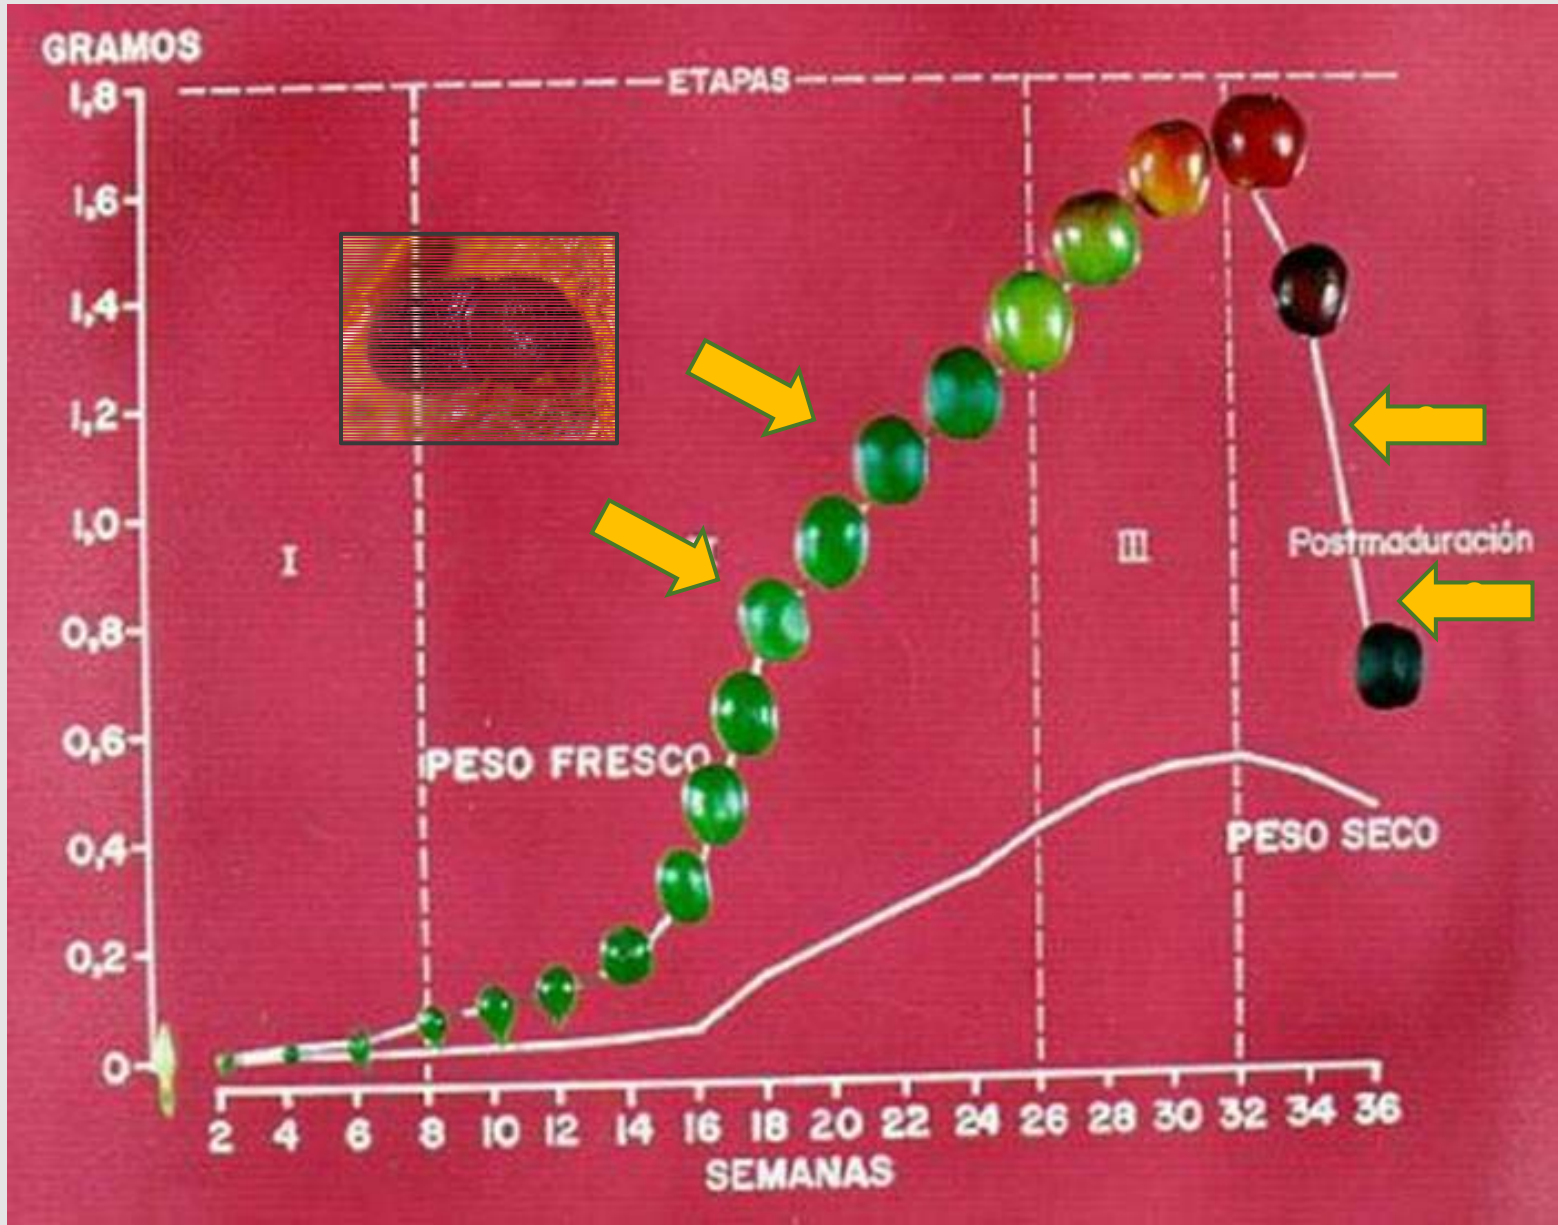 GRAMOS
ETAPAS
1,8
1,6
1,4
1,2
1,0
0,8
0,6
0,4
0,2
0
I
III
Postmaduración
PESO FRESCO
PESO SECO
2 4 6 8 10 12 14 16 18 20 22 24 26 28 30 32 34 36
SEMANAS